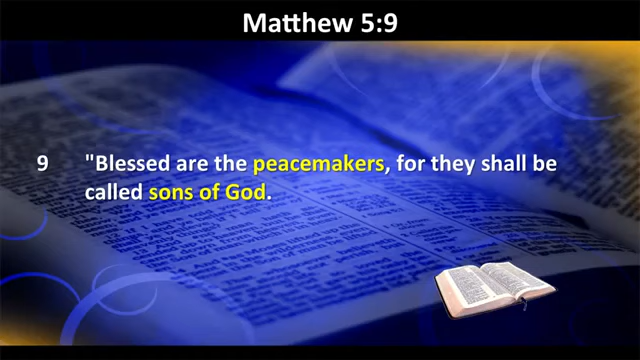 Matthew 5:9
9 "Blessed are the peacemakers, for they shall be
called sons of God.